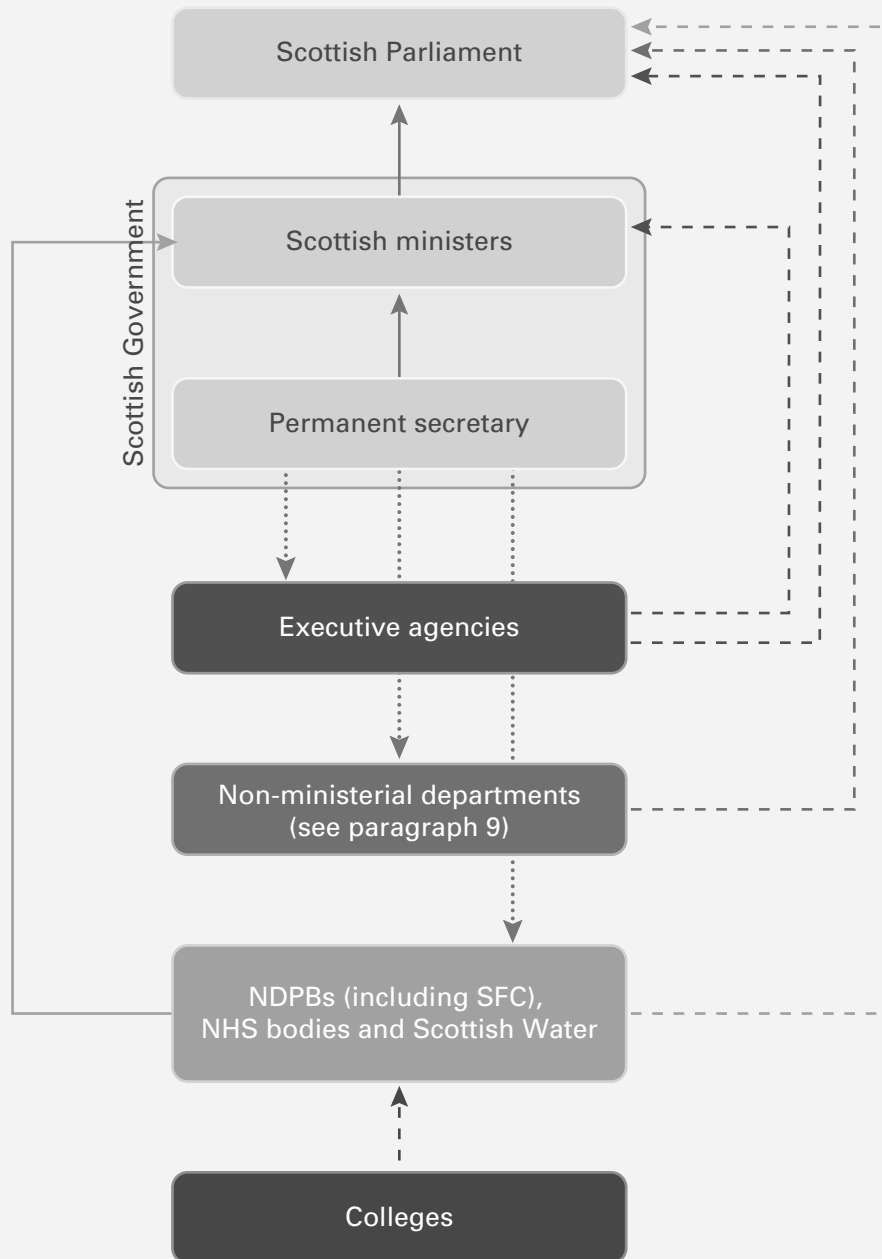 Scottish Parliament
Scottish Government
Scottish ministers
Permanent secretary
Executive agencies
Non-ministerial departments
(see paragraph 9)
NDPBs (including SFC),
NHS bodies and Scottish Water
Colleges